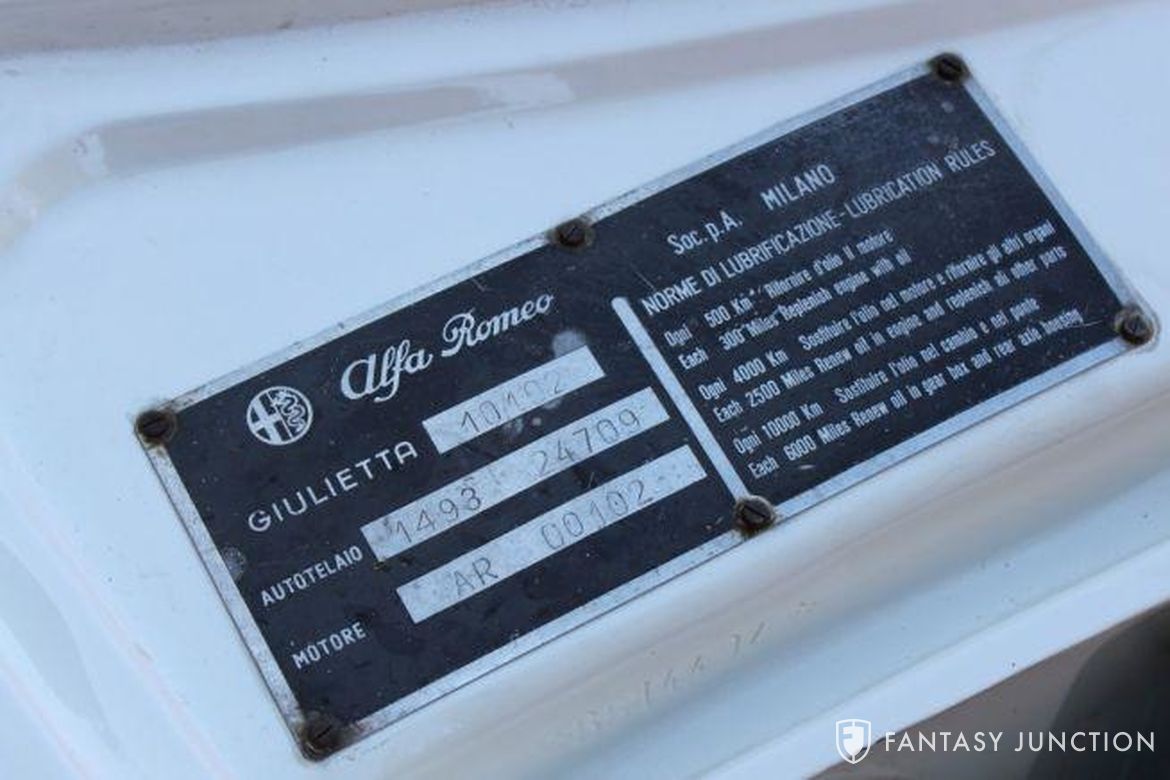 Alfa Romeo
GIULIETTA 10102
AUTOTELAIO 1493 24709
MOTORE AR 00102
Soc. p. A. MILANO
NORME DI LUBRIFICAZIONE - LUBRICATION RULES
Ogni 500 Km Rifornire d'olio il motore
Each 300 Miles Replenish engine with oil
Ogni 4000 Km Sostituire l'olio nel motore e rifornire gli altri organi
Each 2500 Miles Renew oil in engine and replenish all other parts
Ogni 10000 Km Sostituire l'olio nel cambio e nel ponte
Each 6000 Miles Renew oil in gear box and rear axle housing
FANTASY JUNCTION